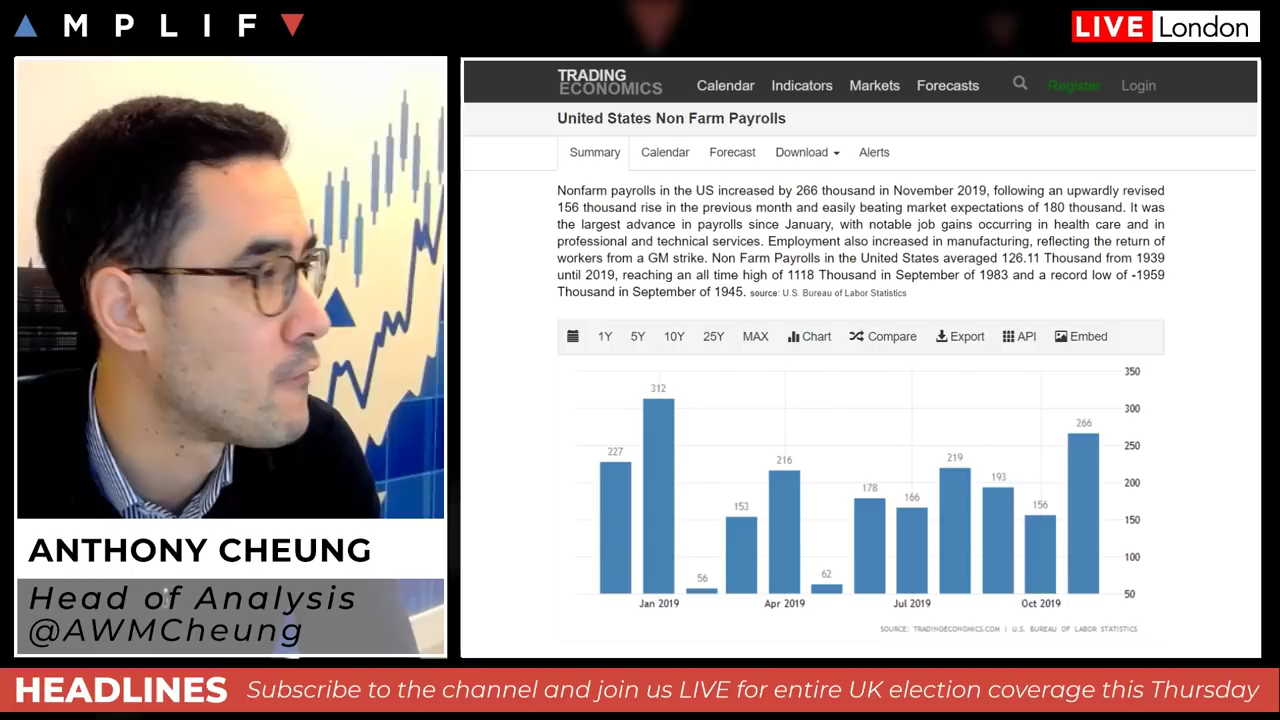 MPLIF
LIVE London
TRADING
ECONOMICS
Calendar Indicators Markets Forecasts Register Login
United States Non Farm Payrolls
Summary Calendar Forecast Download Alerts
Nonfarm payrolls in the US increased by 266 thousand in November 2019, following an upwardly revised
156 thousand rise in the previous month and easily beating market expectations of 180 thousand. It was
the largest advance in payrolls since January, with notable job gains occurring in health care and in
professional and technical services. Employment also increased in manufacturing, reflecting the return of
workers from a GM strike. Non Farm Payrolls in the United States averaged 126.11 Thousand from 1939
until 2019, reaching an all time high of 1118 Thousand in September of 1983 and a record low of -1959
Thousand in September of 1945. source: U.S. Bureau of Labor Statistics
1Y 5Y 10Y 25Y MAX Chart Compare Export API Embed
350
312
300
266
250
227
216
219
200
193
178
166
153
156
150
100
56
62
50
Jan 2019 Apr 2019 Jul 2019 Oct 2019
SOURCE: TRADINGECONOMICS.COM | U.S. BUREAU OF LABOR STATISTICS
ANTHONY CHEUNG
Head of Analysis
@AWMCheung
HEADLINES Subscribe to the channel and join us LIVE for entire UK election coverage this Thursday